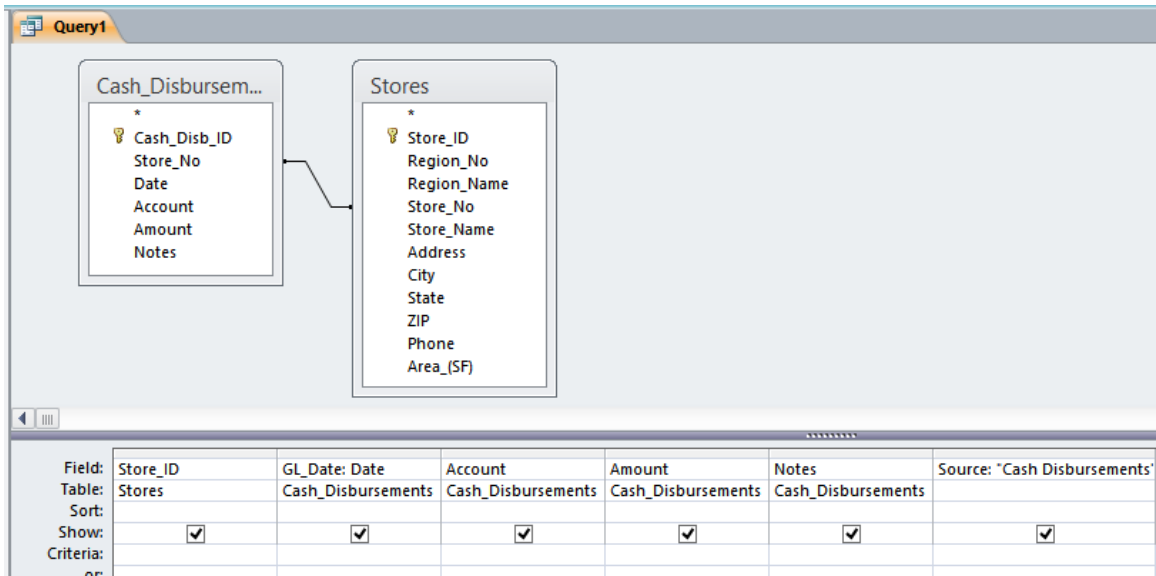 Query1
Cash_Disbursem...
*
Cash_Disb_ID
Store_No
Date
Account
Amount
Notes
Stores
*
Store_ID
Region_No
Region_Name
Store_No
Store_Name
Address
City
State
ZIP
Phone
Area_(SF)
Field: Store_ID GL_Date: Date Account Amount Notes Source: "Cash Disbursements"
Table: Stores Cash_Disbursements Cash_Disbursements Cash_Disbursements Cash_Disbursements
Sort:
Show:
Criteria:
or: